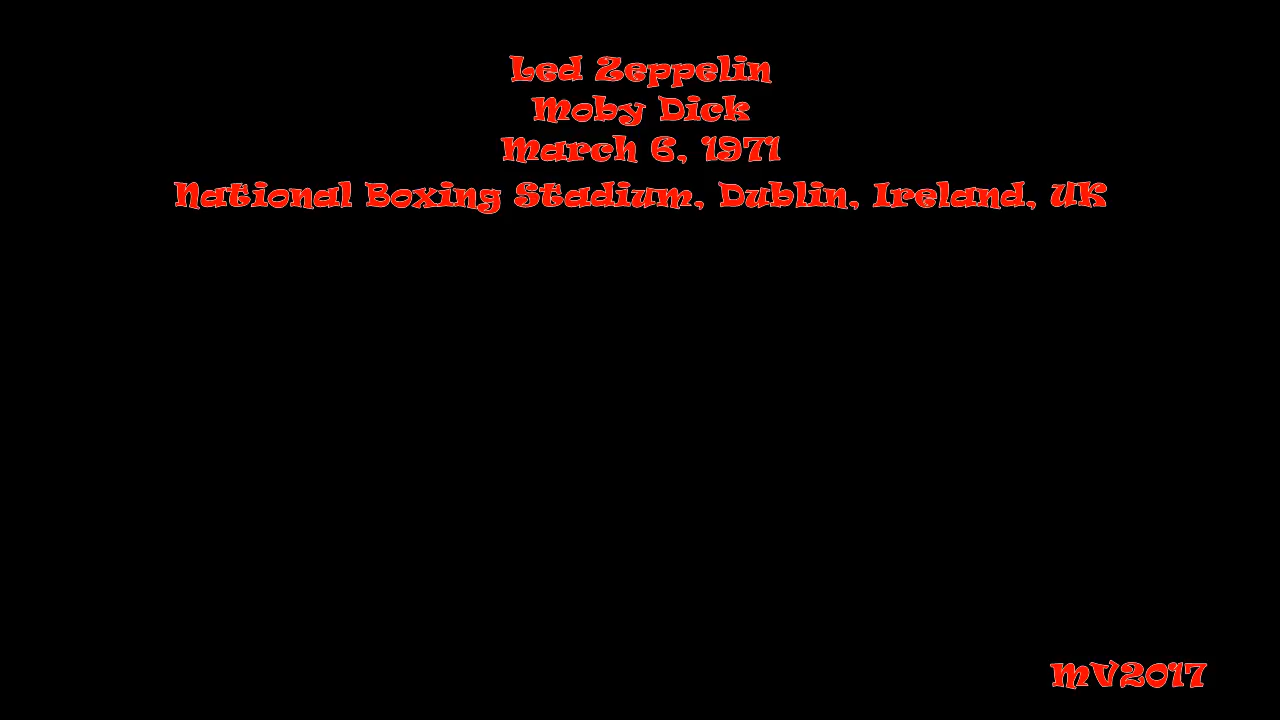 Led Zeppelin
Moby Dick
March 6, 1971
National Boxing Stadium, Dublin, Ireland, UK
MV2017